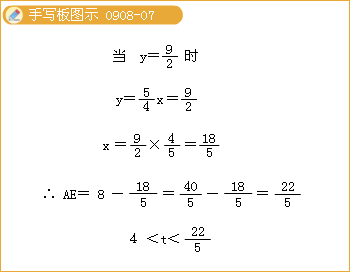 手写板图示 0908-07
当 y=9/2 时
y=5/4x=9/2
x=9/2×4/5=18/5
∴ AE= 8 - 18/5 = 40/5 - 18/5 = 22/5
4 <t< 22/5